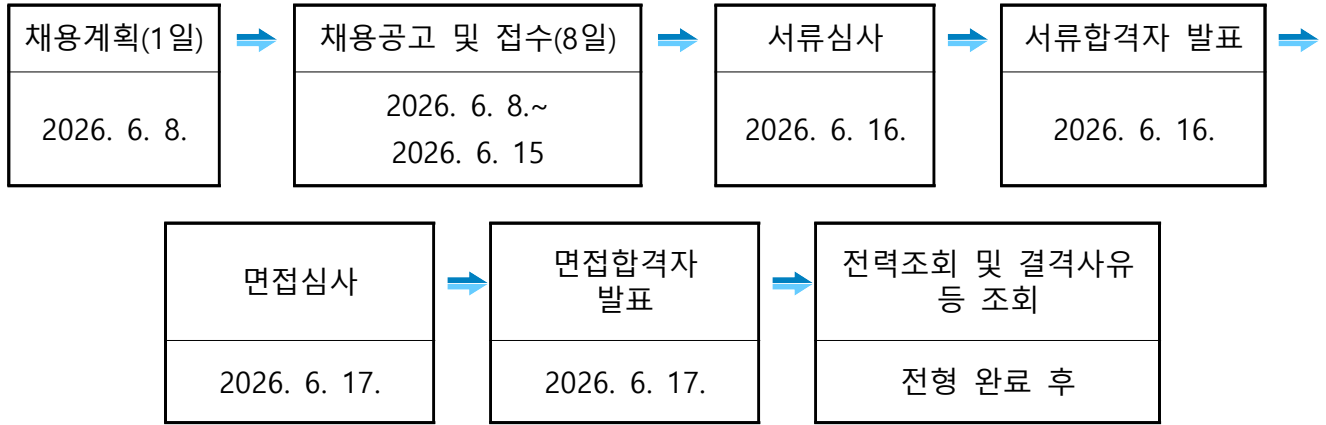 채용계획(1일)
2026. 6. 8.
채용공고 및 접수(8일)
2026. 6. 8.~
2026. 6. 15
서류심사
2026. 6. 16.
서류합격자 발표
2026. 6. 16.
면접심사
2026. 6. 17.
면접합격자
발표
2026. 6. 17.
전력조회 및 결격사유
등 조회
전형 완료 후